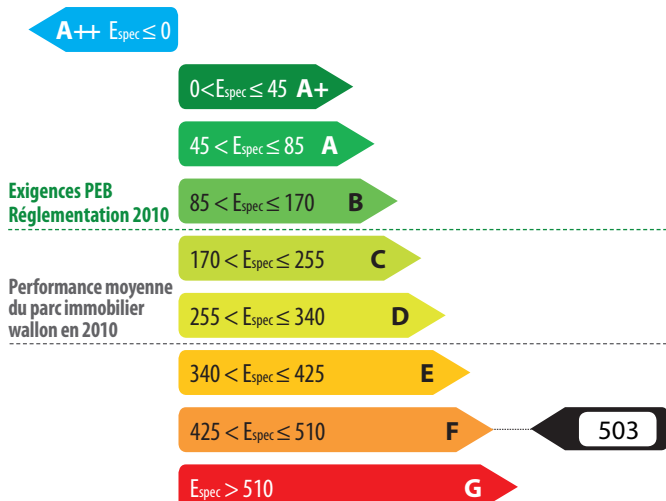 A++ Espec ≤ 0
0 < Espec ≤ 45 A+
45 < Espec ≤ 85 A
Exigences PEB
Réglementation 2010
85 < Espec ≤ 170 B
170 < Espec ≤ 255 C
Performance moyenne
du parc immobilier
wallon en 2010
255 < Espec ≤ 340 D
340 < Espec ≤ 425 E
425 < Espec ≤ 510 F 503
Espec > 510 G